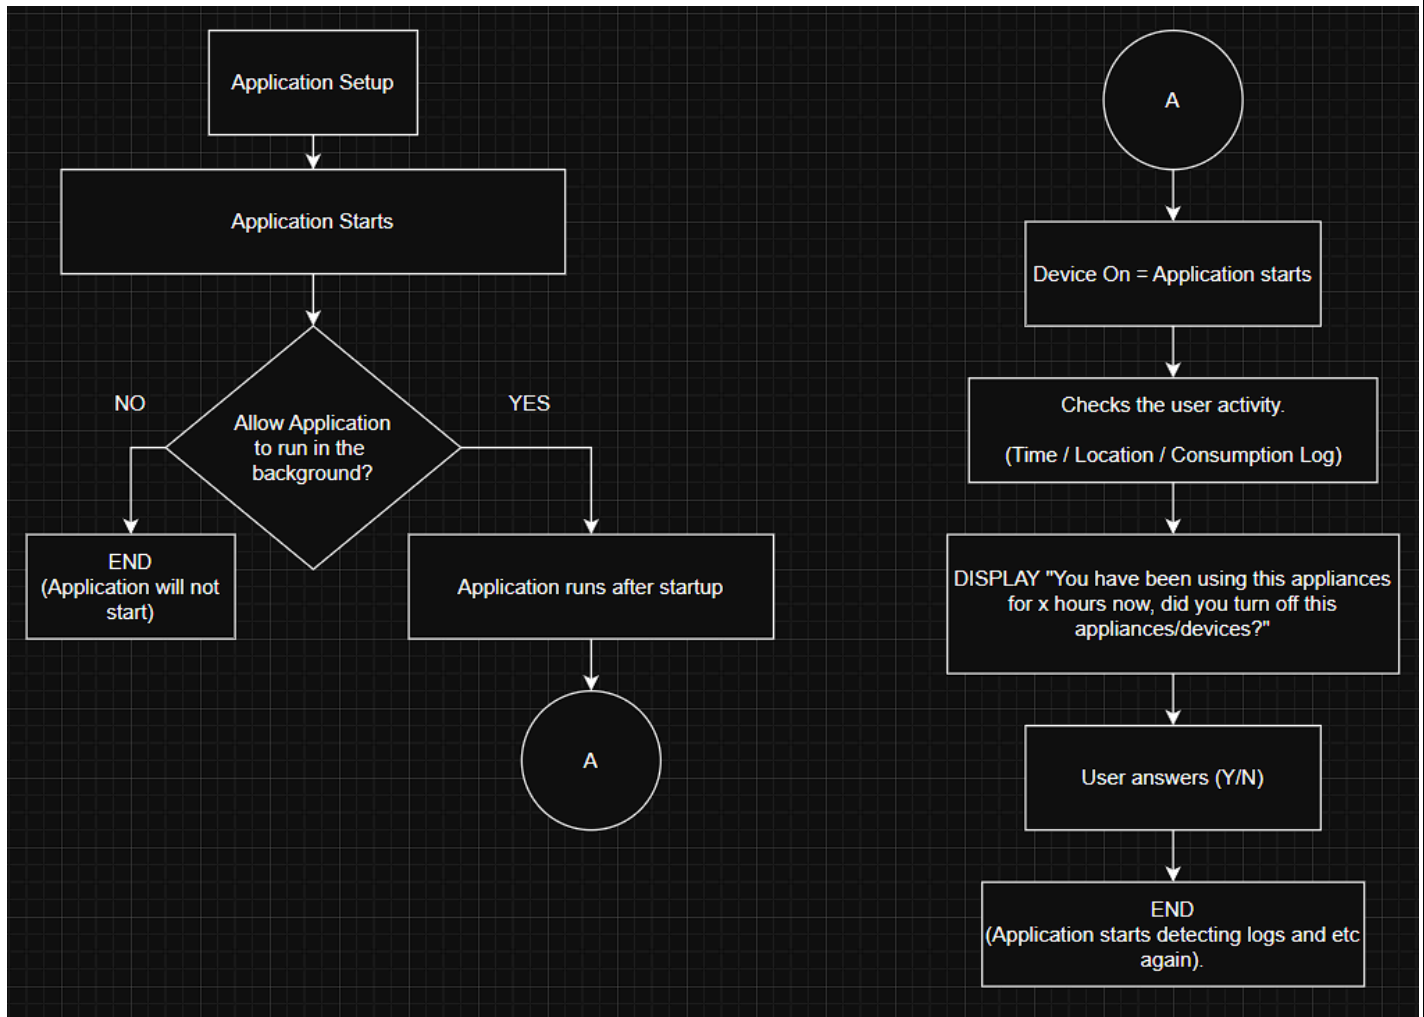 Application Setup
Application Starts
NO
YES
Allow Application
to run in the
background?
END
(Application will not
start)
Application runs after startup
A
A
Device On = Application starts
Checks the user activity.
(Time / Location / Consumption Log)
DISPLAY "You have been using this appliances
for x hours now, did you turn off this
appliances/devices?"
User answers (Y/N)
END
(Application starts detecting logs and etc
again).